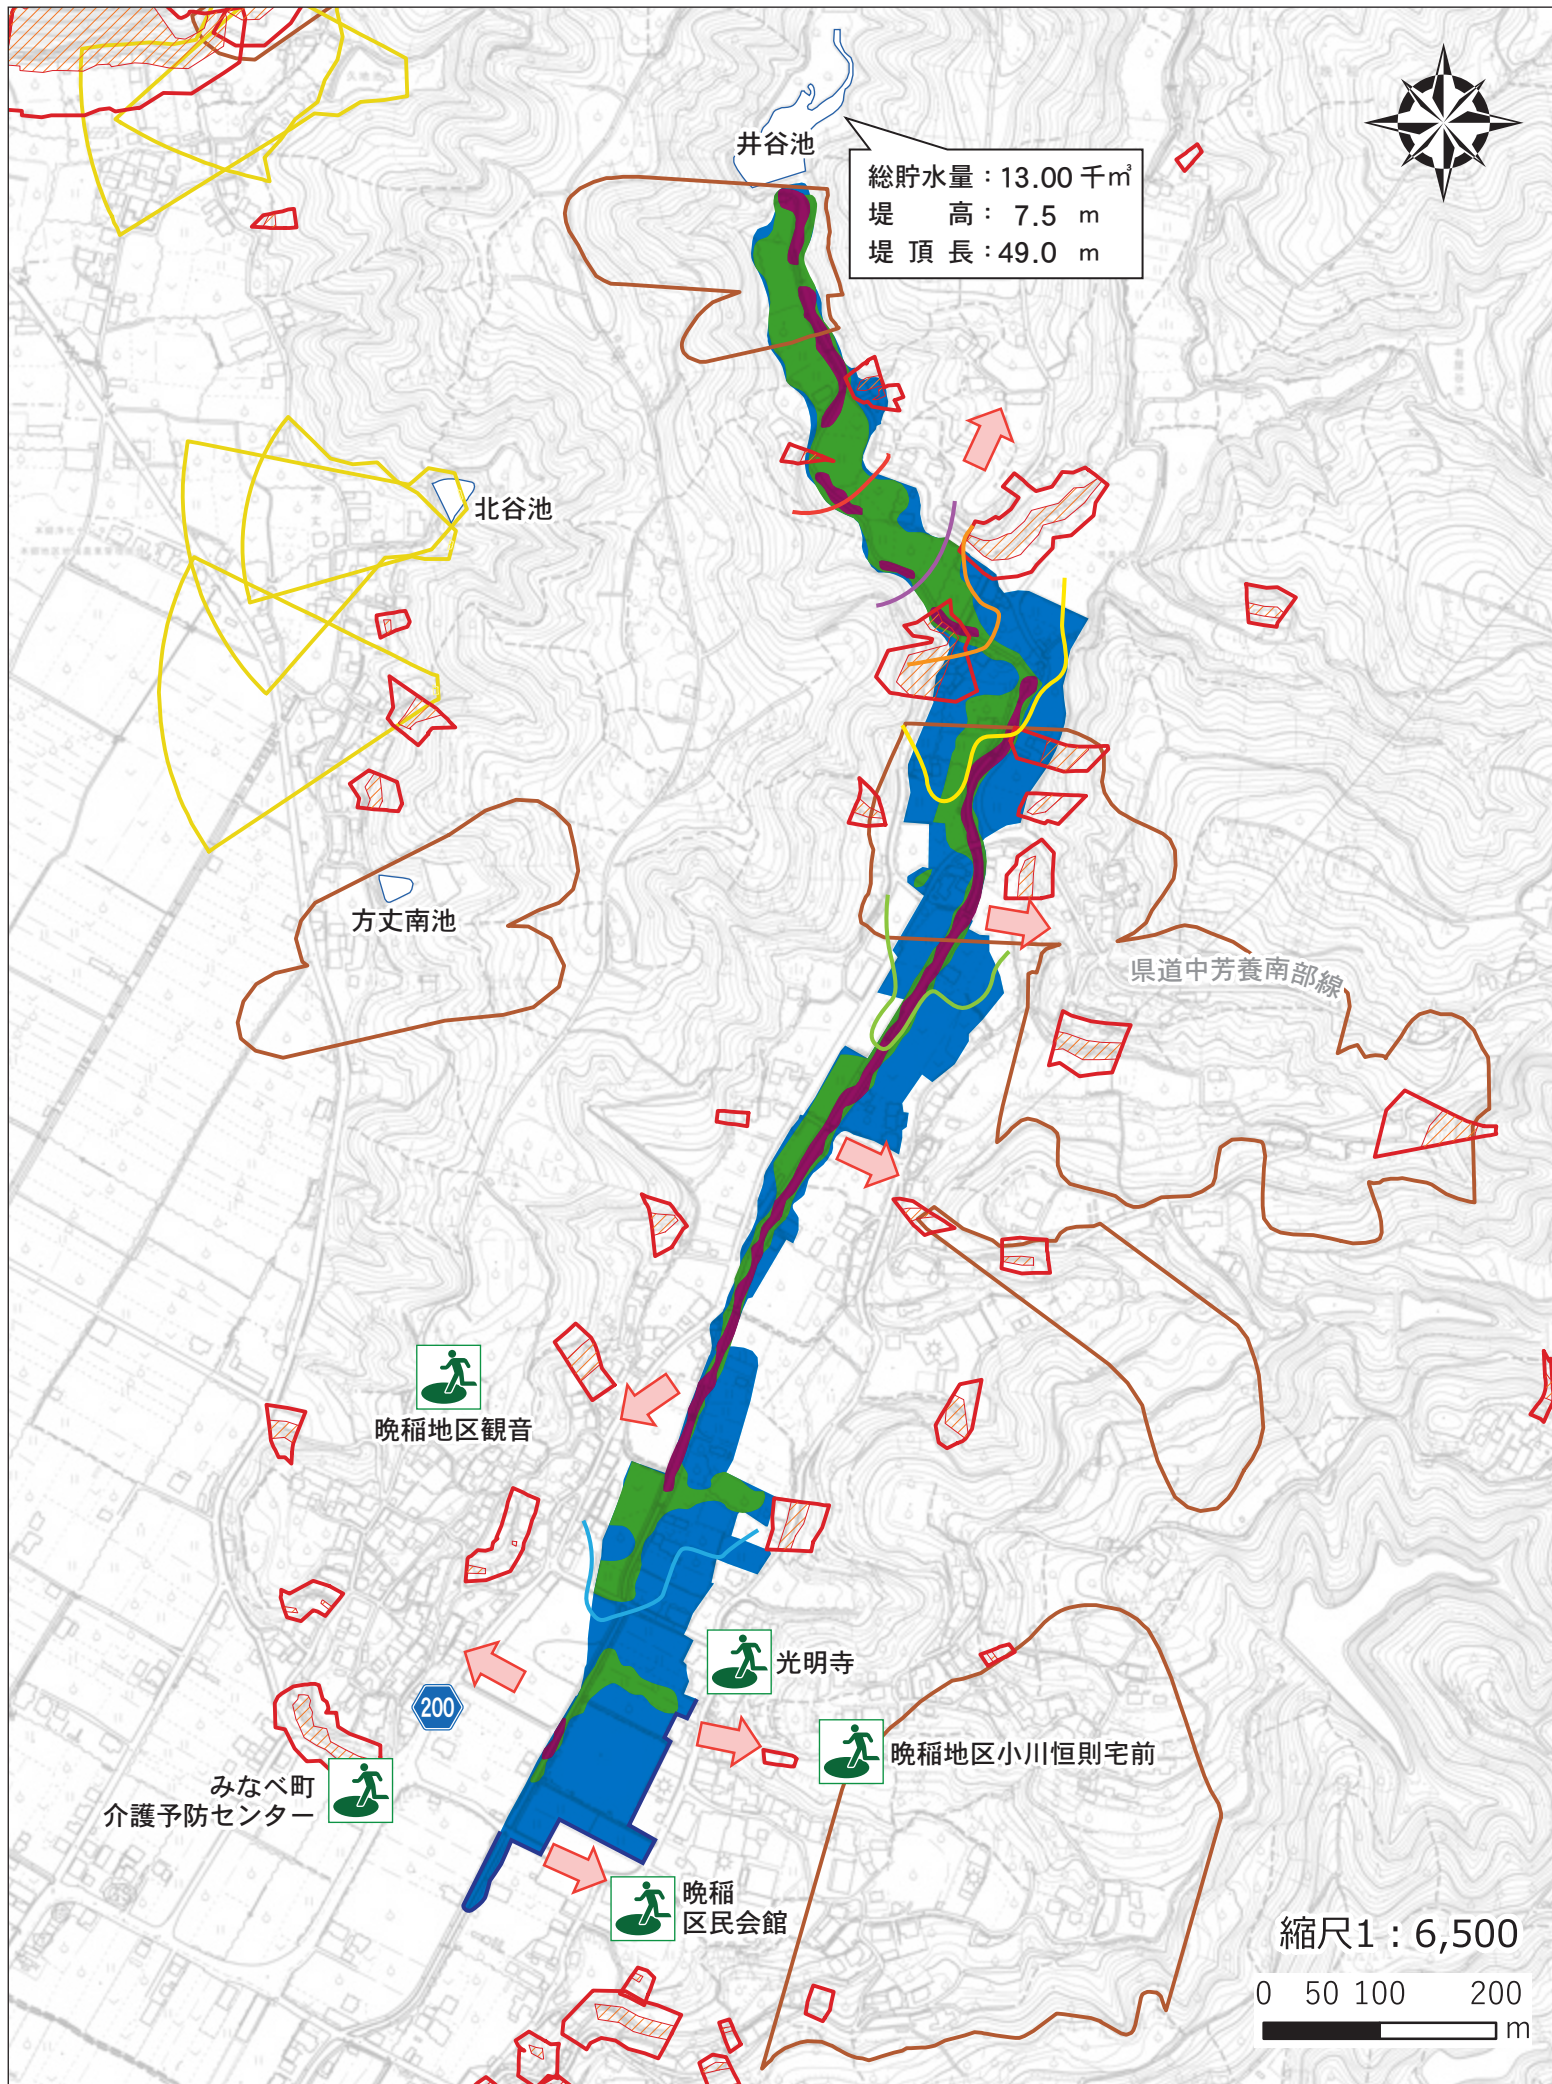 井谷池
総貯水量：13.00 千㎥
堤　　高： 7.5 m
堤 頂 長：49.0 m
北谷池
方丈南池
県道中芳養南部線
晩稲地区観音
光明寺
200
晩稲地区小川恒則宅前
みなべ町
介護予防センター
晩稲
区民会館
縮尺1：6,500
0 50 100 200
m